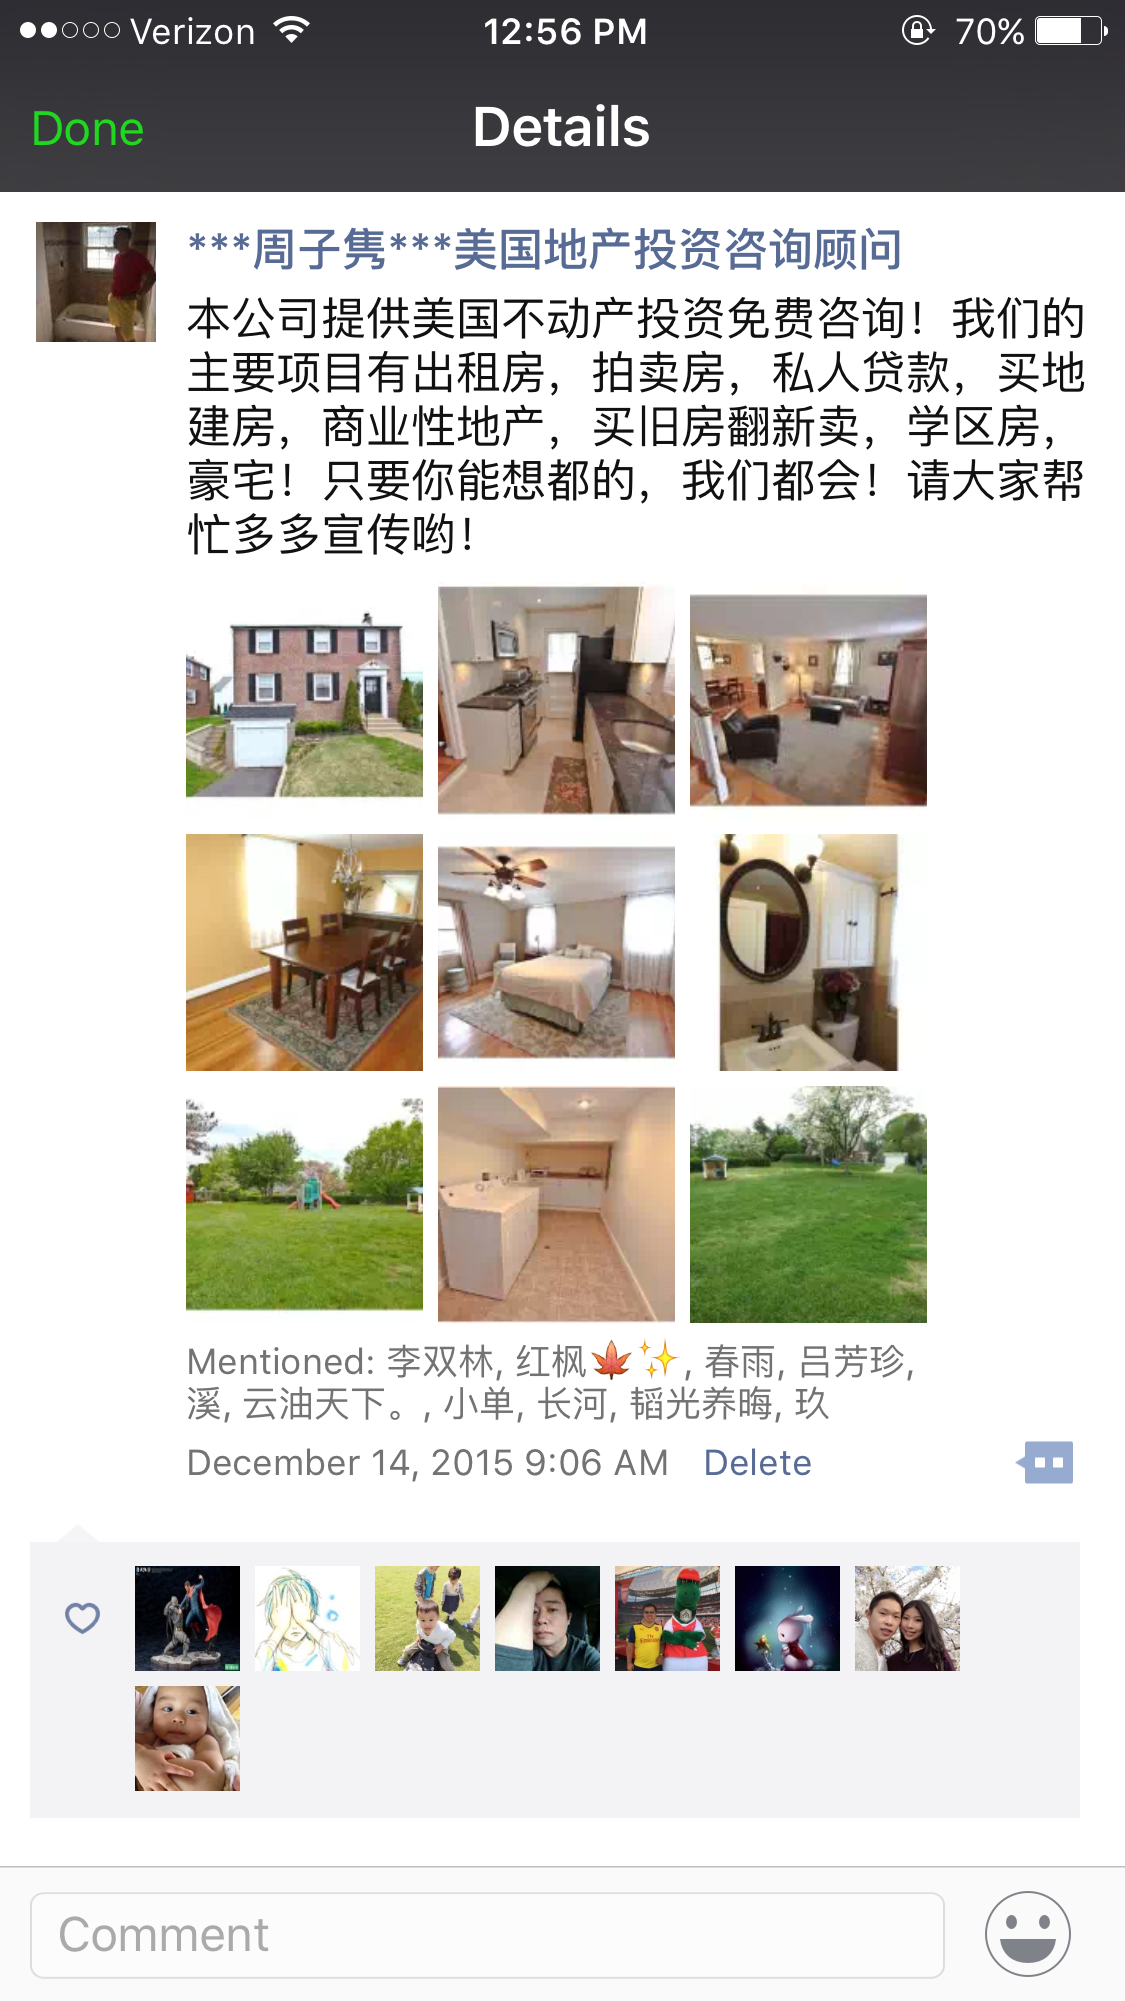 Verizon 12:56 PM 70%
Done Details
***周子隽***美国地产投资咨询顾问
本公司提供美国不动产投资免费咨询！我们的
主要项目有出租房，拍卖房，私人贷款，买地
建房，商业性地产，买旧房翻新卖，学区房，
豪宅！只要你能想都的，我们都会！请大家帮
忙多多宣传哟！
Mentioned: 李双林, 红枫🍁✨, 春雨, 吕芳珍,
溪, 云油天下。, 小单, 长河, 韬光养晦, 玖
December 14, 2015 9:06 AM Delete
Comment